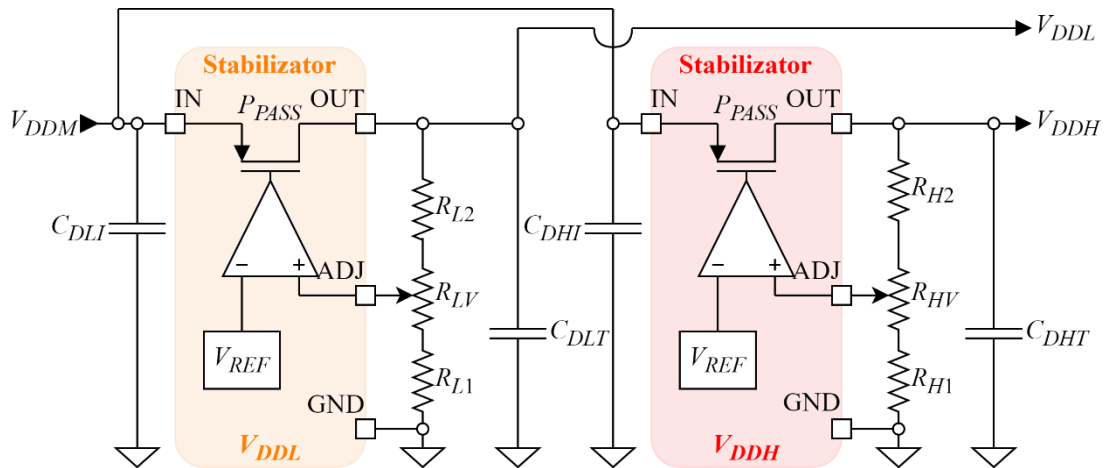 V_DDL
Stabilizator
Stabilizator
IN
P_PASS
OUT
IN
P_PASS
OUT
V_DDM
V_DDH
R_L2
R_H2
C_DLI
C_DHI
−
+
ADJ
−
+
ADJ
R_LV
R_HV
V_REF
C_DLT
V_REF
C_DHT
R_L1
R_H1
GND
GND
V_DDL
V_DDH